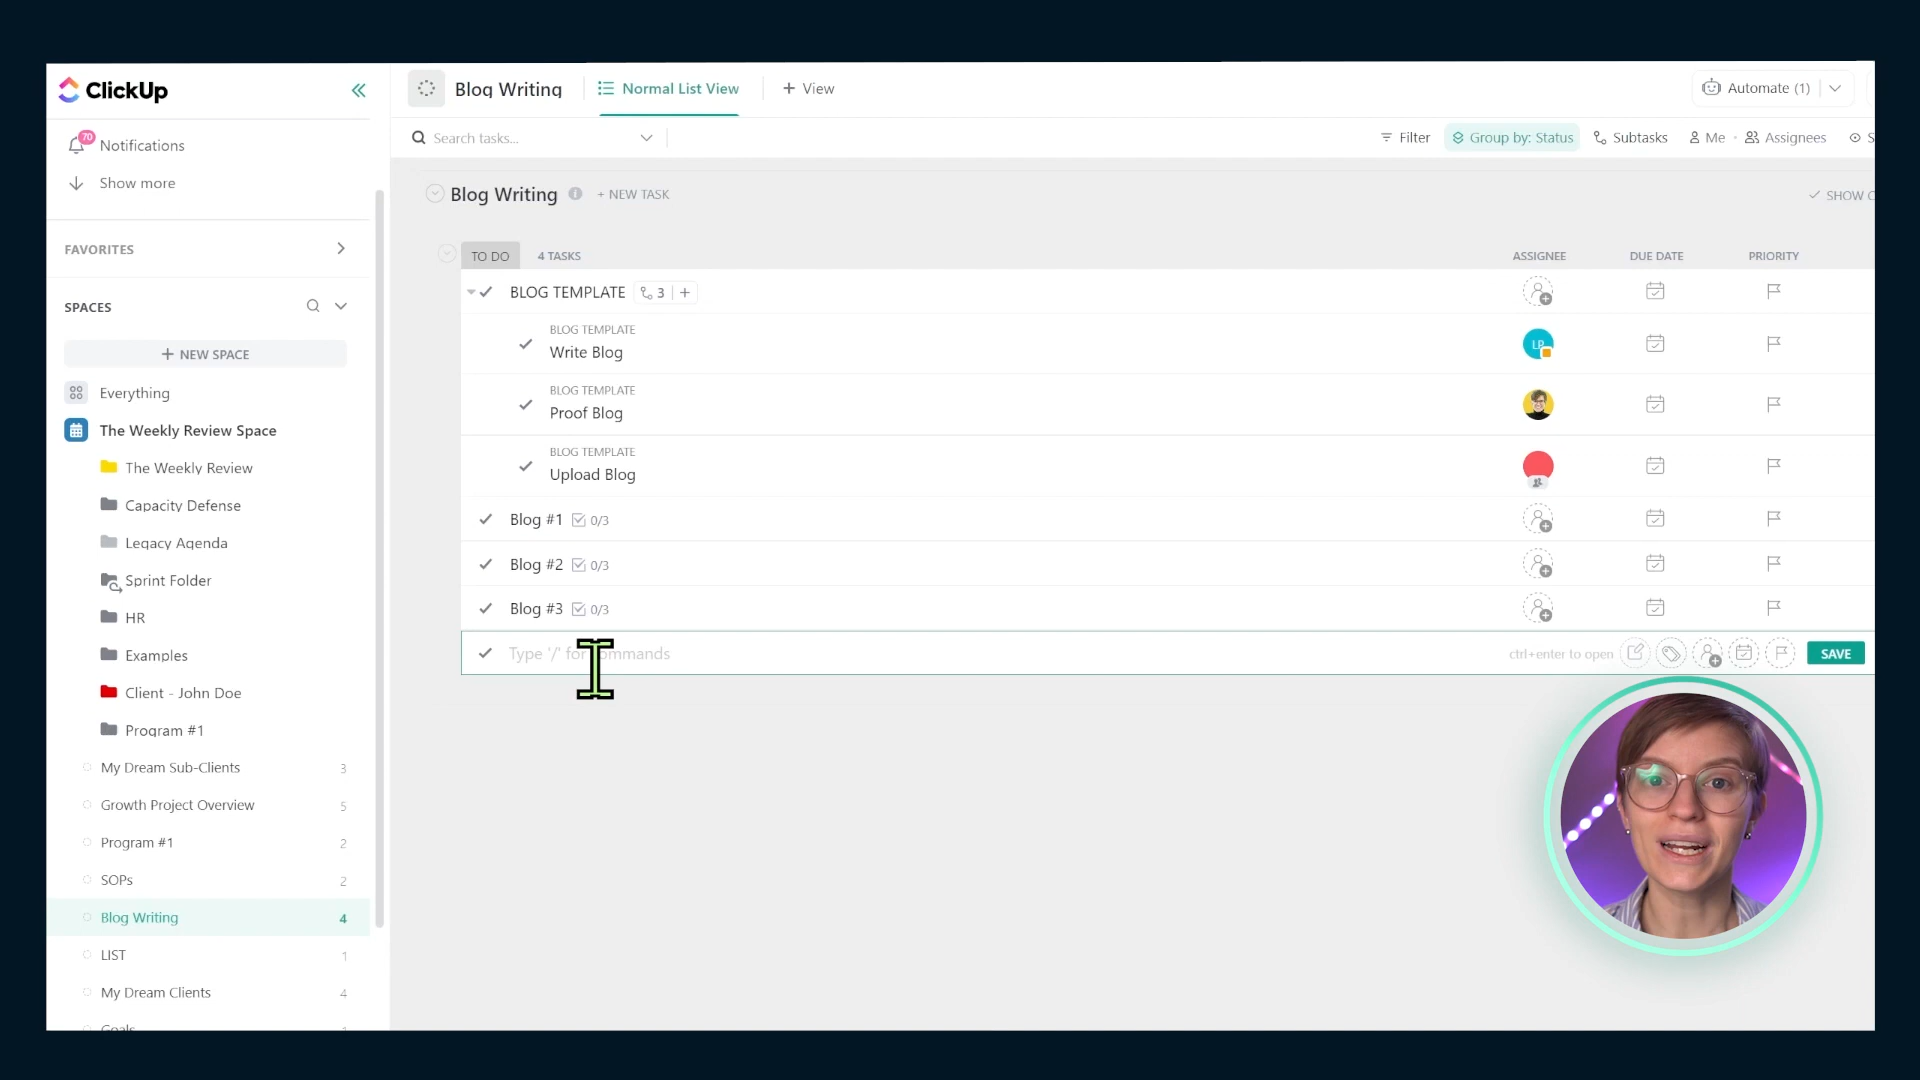 ClickUp
70
Notifications
Show more
FAVORITES
SPACES
+ NEW SPACE
Everything
The Weekly Review Space
The Weekly Review
Capacity Defense
Legacy Agenda
Sprint Folder
HR
Examples
Client - John Doe
Program #1
My Dream Sub-Clients 3
Growth Project Overview 5
Program #1 2
SOPs 2
Blog Writing 4
LIST 1
My Dream Clients 4
Goals
Blog Writing Normal List View + View Automate (1)
Search tasks... Filter Group by: Status Subtasks Me Assignees
Blog Writing + NEW TASK SHOW
TO DO 4 TASKS ASSIGNEE DUE DATE PRIORITY
BLOG TEMPLATE 3 +
BLOG TEMPLATE
Write Blog LP
BLOG TEMPLATE
Proof Blog
BLOG TEMPLATE
Upload Blog
Blog #1 0/3
Blog #2 0/3
Blog #3 0/3
Type '/' for commands ctrl+enter to open SAVE